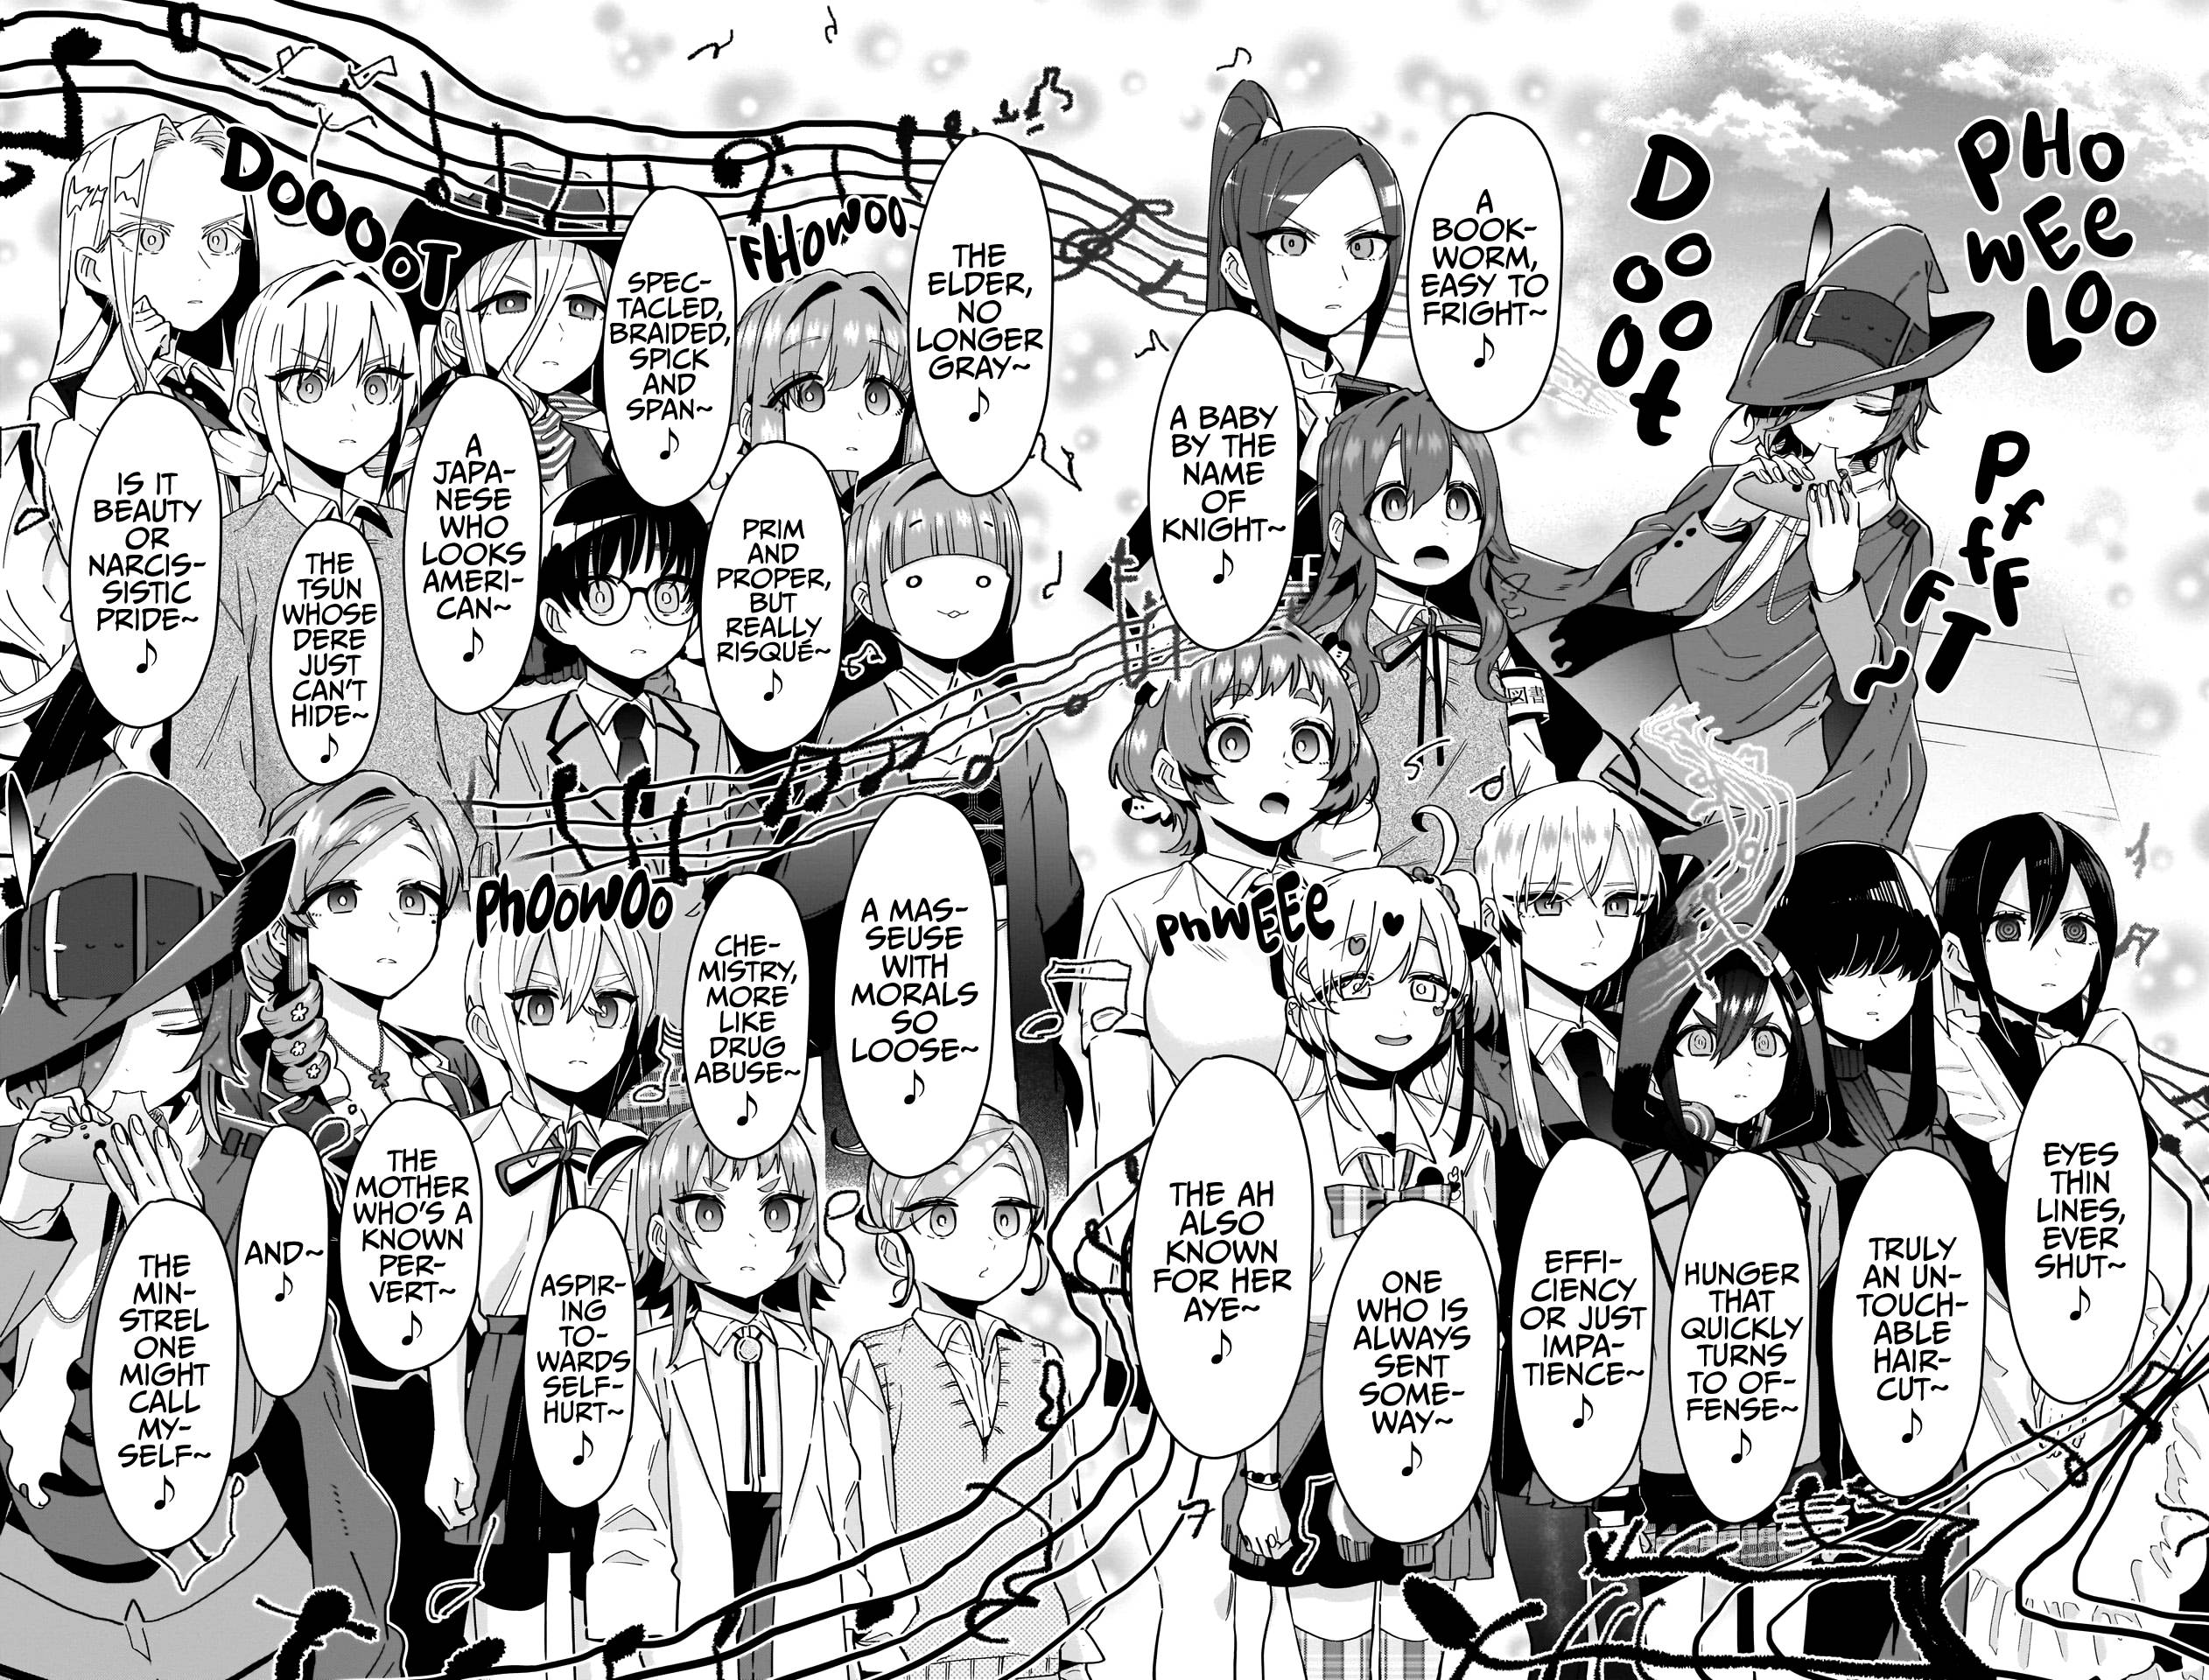 PHO
WEE
LOO
DoooOt
PffFFT~
A
BOOK-
WORM,
EASY TO
FRIGHT~
♪
A BABY
BY THE
NAME
OF
KNIGHT~
♪
図書
EYES
THIN
LINES,
EVER
SHUT~
♪
TRULY
AN UN-
TOUCH-
ABLE
HAIR-
CUT~
♪
HUNGER
THAT
QUICKLY
TURNS
TO OF-
FENSE~
♪
EFFI-
CIENCY
OR JUST
IMPA-
TIENCE~
♪
PHWEEE
ONE
WHO IS
ALWAYS
SENT
SOME-
WAY~
♪
THE AH
ALSO
KNOWN
FOR HER
AYE~
♪
THE
ELDER,
NO
LONGER
GRAY~
♪
FHOWOO
PRIM
AND
PROPER,
BUT
REALLY
RISQUÉ~
♪
SPEC-
TACLED,
BRAIDED,
SPICK
AND
SPAN~
♪
DOOOOOT
A
JAPA-
NESE
WHO
LOOKS
AMERI-
CAN~
♪
THE
TSUN
WHOSE
DERE
JUST
CAN'T
HIDE~
♪
IS IT
BEAUTY
OR
NARCIS-
SISTIC
PRIDE~
♪
A MAS-
SEUSE
WITH
MORALS
SO
LOOSE~
♪
CHE-
MISTRY,
MORE
LIKE
DRUG
ABUSE~
♪
PHOOWOO
ASPIR-
ING
TO-
WARDS
SELF-
HURT~
♪
THE
MOTHER
WHO'S A
KNOWN
PER-
VERT~
♪
AND~
♪
THE
MIN-
STREL
ONE
MIGHT
CALL
MY-
SELF~
♪